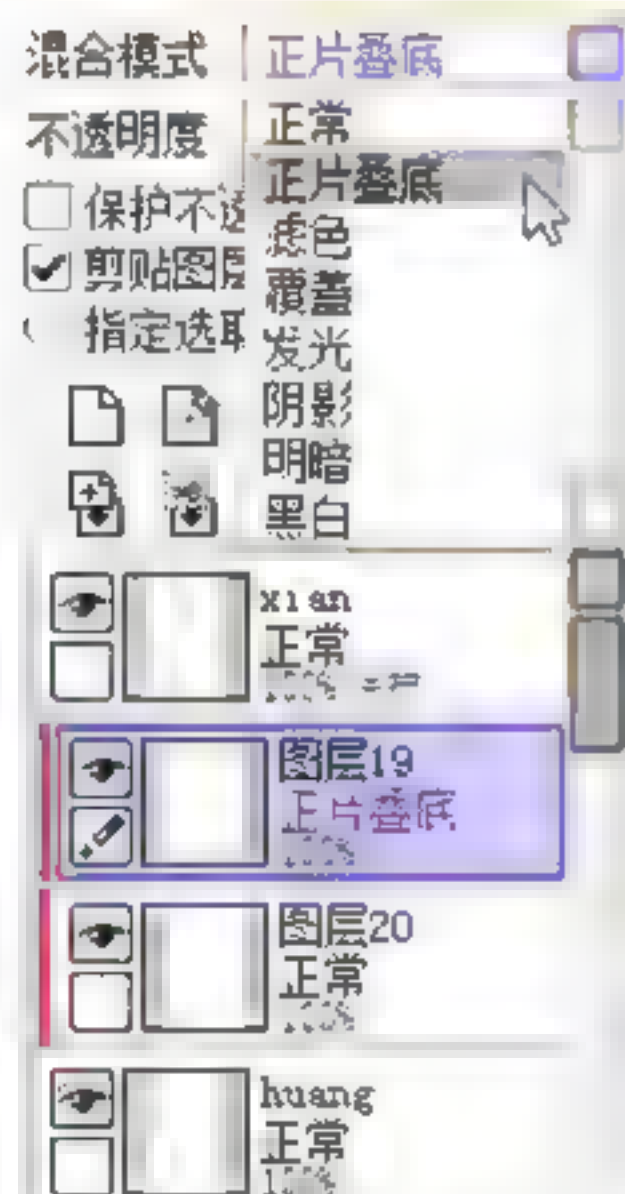 混合模式 正片叠底
不透明度 正常
正片叠底
保护不透
滤色
剪贴图层
覆盖
指定选取
发光
阴影
明暗
黑白
xian
正常
图层19
正片叠底
图层20
正常
huang
正常